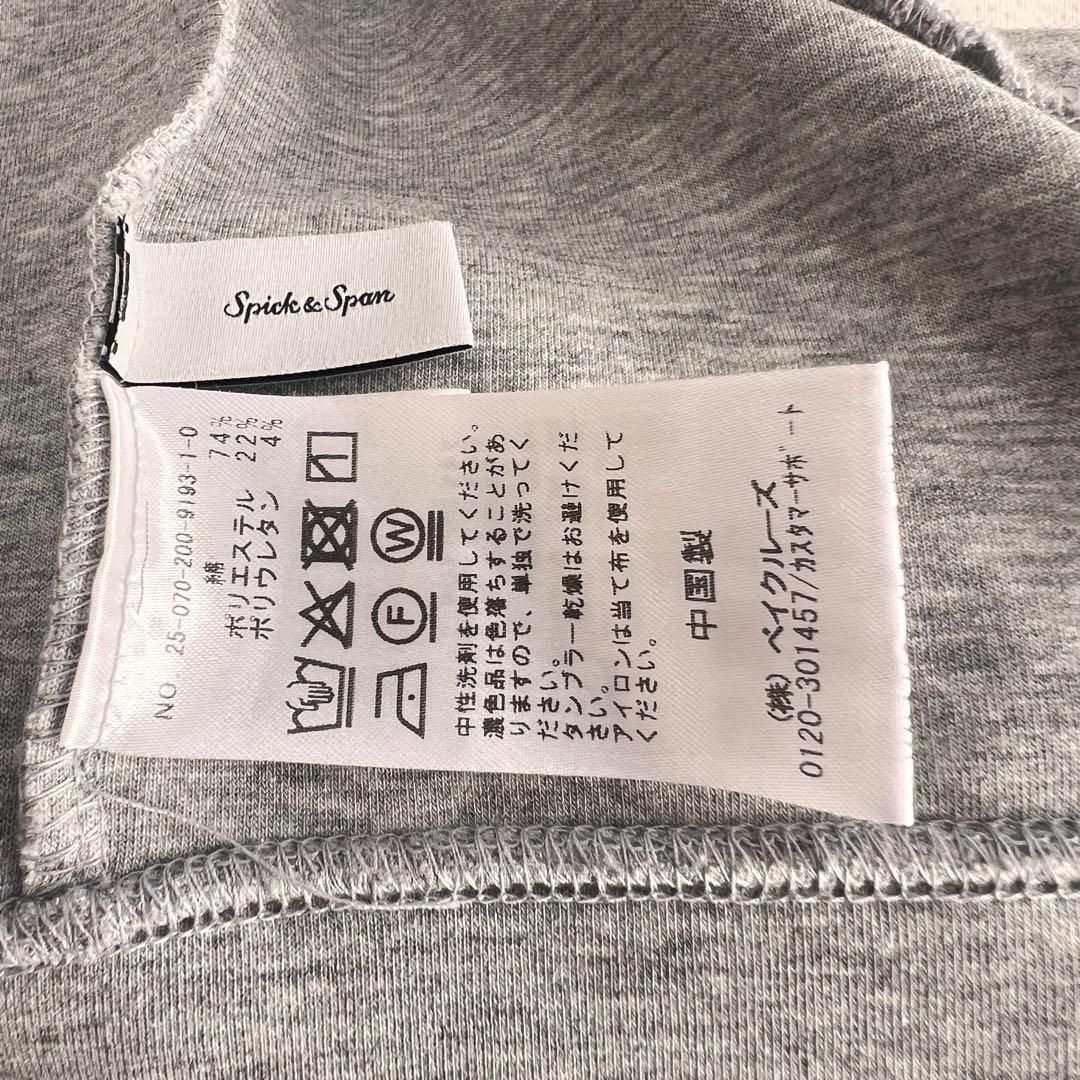 Spick & Span
NO 25-070-200-9193-1-0
綿 74%
ポリエステル 22%
ポリウレタン 4%
W
F
中性洗剤を使用してください。
濃色品は色落ちすることがあ
りますので、単独で洗ってく
ださい。
タンブラー乾燥はお避けくだ
さい。
アイロンは当て布を使用して
ください。
中国製
(株) ベイクルーズ
0120-301457/カスタマーサポート